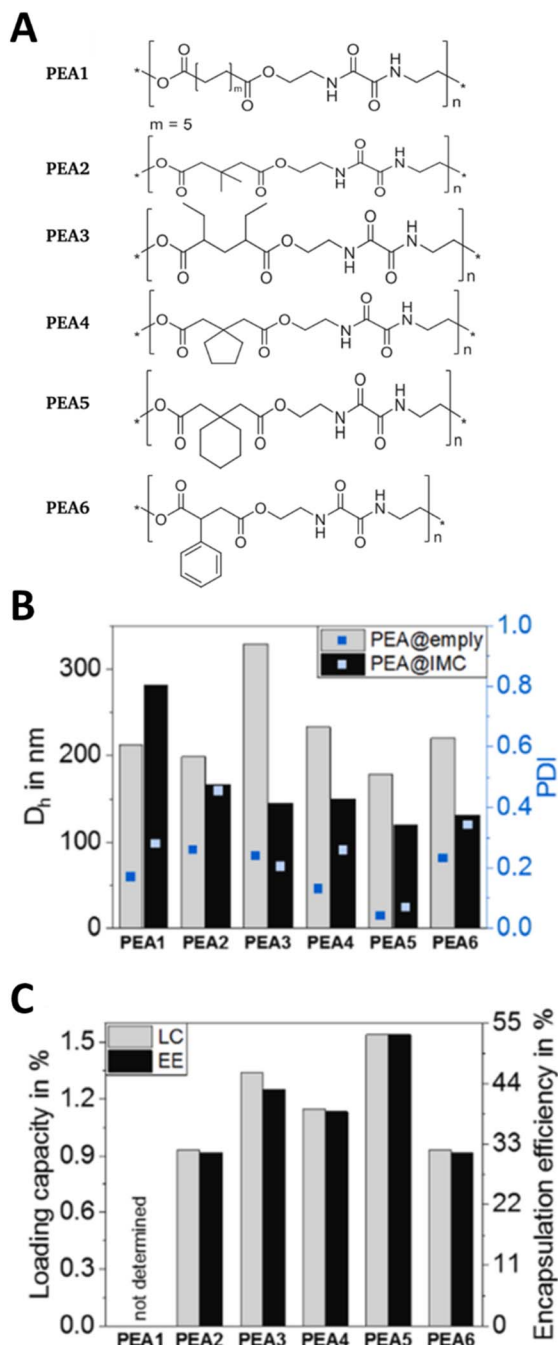 A
PEA1
* O O O m O O N H O O H N * n
m = 5
PEA2
* O O O O N H O O H N * n
PEA3
* O O O O N H O O H N * n
PEA4
* O O O O N H O O H N * n
PEA5
* O O O O N H O O H N * n
PEA6
* O O O O N H O O H N * n
B
PEA@emply
PEA@IMC
Dh in nm
300
200
100
0
PDI
1.0
0.8
0.6
0.4
0.2
0.0
PEA1 PEA2 PEA3 PEA4 PEA5 PEA6
C
LC
EE
Loading capacity in %
1.5
1.2
0.9
0.6
0.3
0.0
not determined
Encapsulation efficiency in %
55
44
33
22
11
0
PEA1 PEA2 PEA3 PEA4 PEA5 PEA6